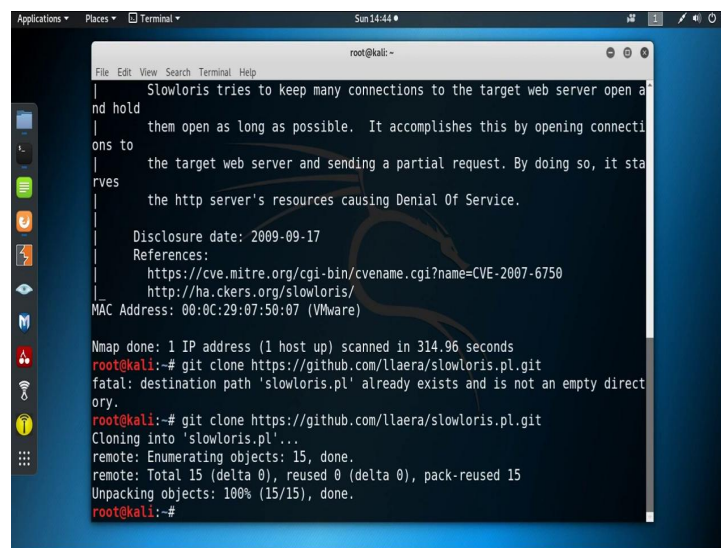 Applications ▾ Places ▾ Terminal ▾ Sun 14:44 ● 1
root@kali: ~
File Edit View Search Terminal Help
| Slowloris tries to keep many connections to the target web server open a
nd hold
| them open as long as possible.  It accomplishes this by opening connecti
ons to
| the target web server and sending a partial request. By doing so, it sta
rves
| the http server's resources causing Denial Of Service.
|
| Disclosure date: 2009-09-17
| References:
| https://cve.mitre.org/cgi-bin/cvename.cgi?name=CVE-2007-6750
|_ http://ha.ckers.org/slowloris/
MAC Address: 00:0C:29:07:50:07 (VMware)
Nmap done: 1 IP address (1 host up) scanned in 314.96 seconds
root@kali:~# git clone https://github.com/llaera/slowloris.pl.git
fatal: destination path 'slowloris.pl' already exists and is not an empty direct
ory.
root@kali:~# git clone https://github.com/llaera/slowloris.pl.git
Cloning into 'slowloris.pl'...
remote: Enumerating objects: 15, done.
remote: Total 15 (delta 0), reused 0 (delta 0), pack-reused 15
Unpacking objects: 100% (15/15), done.
root@kali:~#